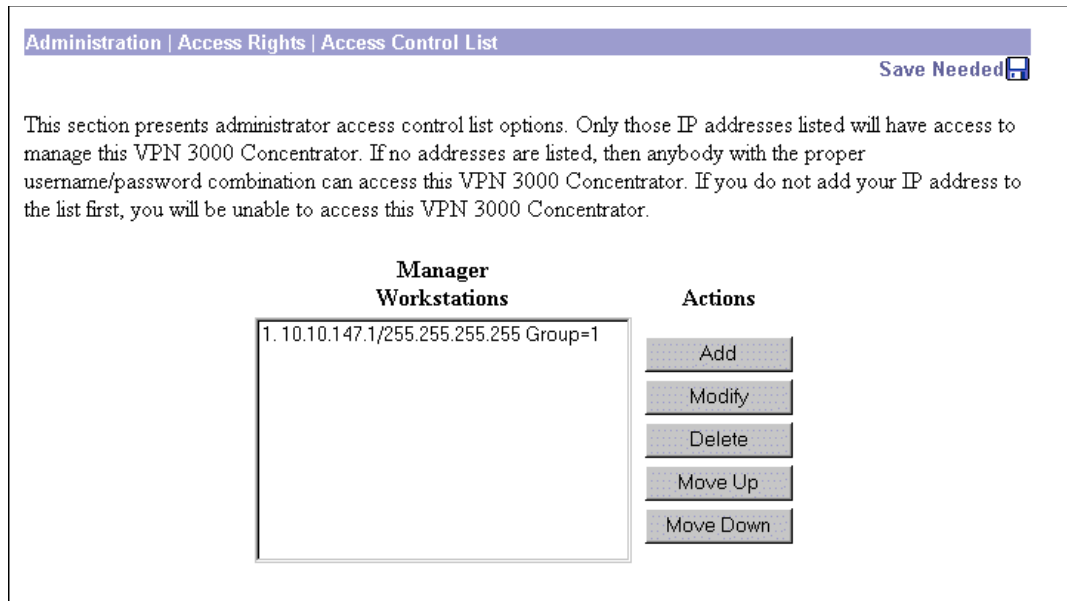 Administration | Access Rights | Access Control List
Save Needed
This section presents administrator access control list options. Only those IP addresses listed will have access to
manage this VPN 3000 Concentrator. If no addresses are listed, then anybody with the proper
username/password combination can access this VPN 3000 Concentrator. If you do not add your IP address to
the list first, you will be unable to access this VPN 3000 Concentrator.
Manager
Workstations
Actions
1. 10.10.147.1/255.255.255.255 Group=1
Add
Modify
Delete
Move Up
Move Down